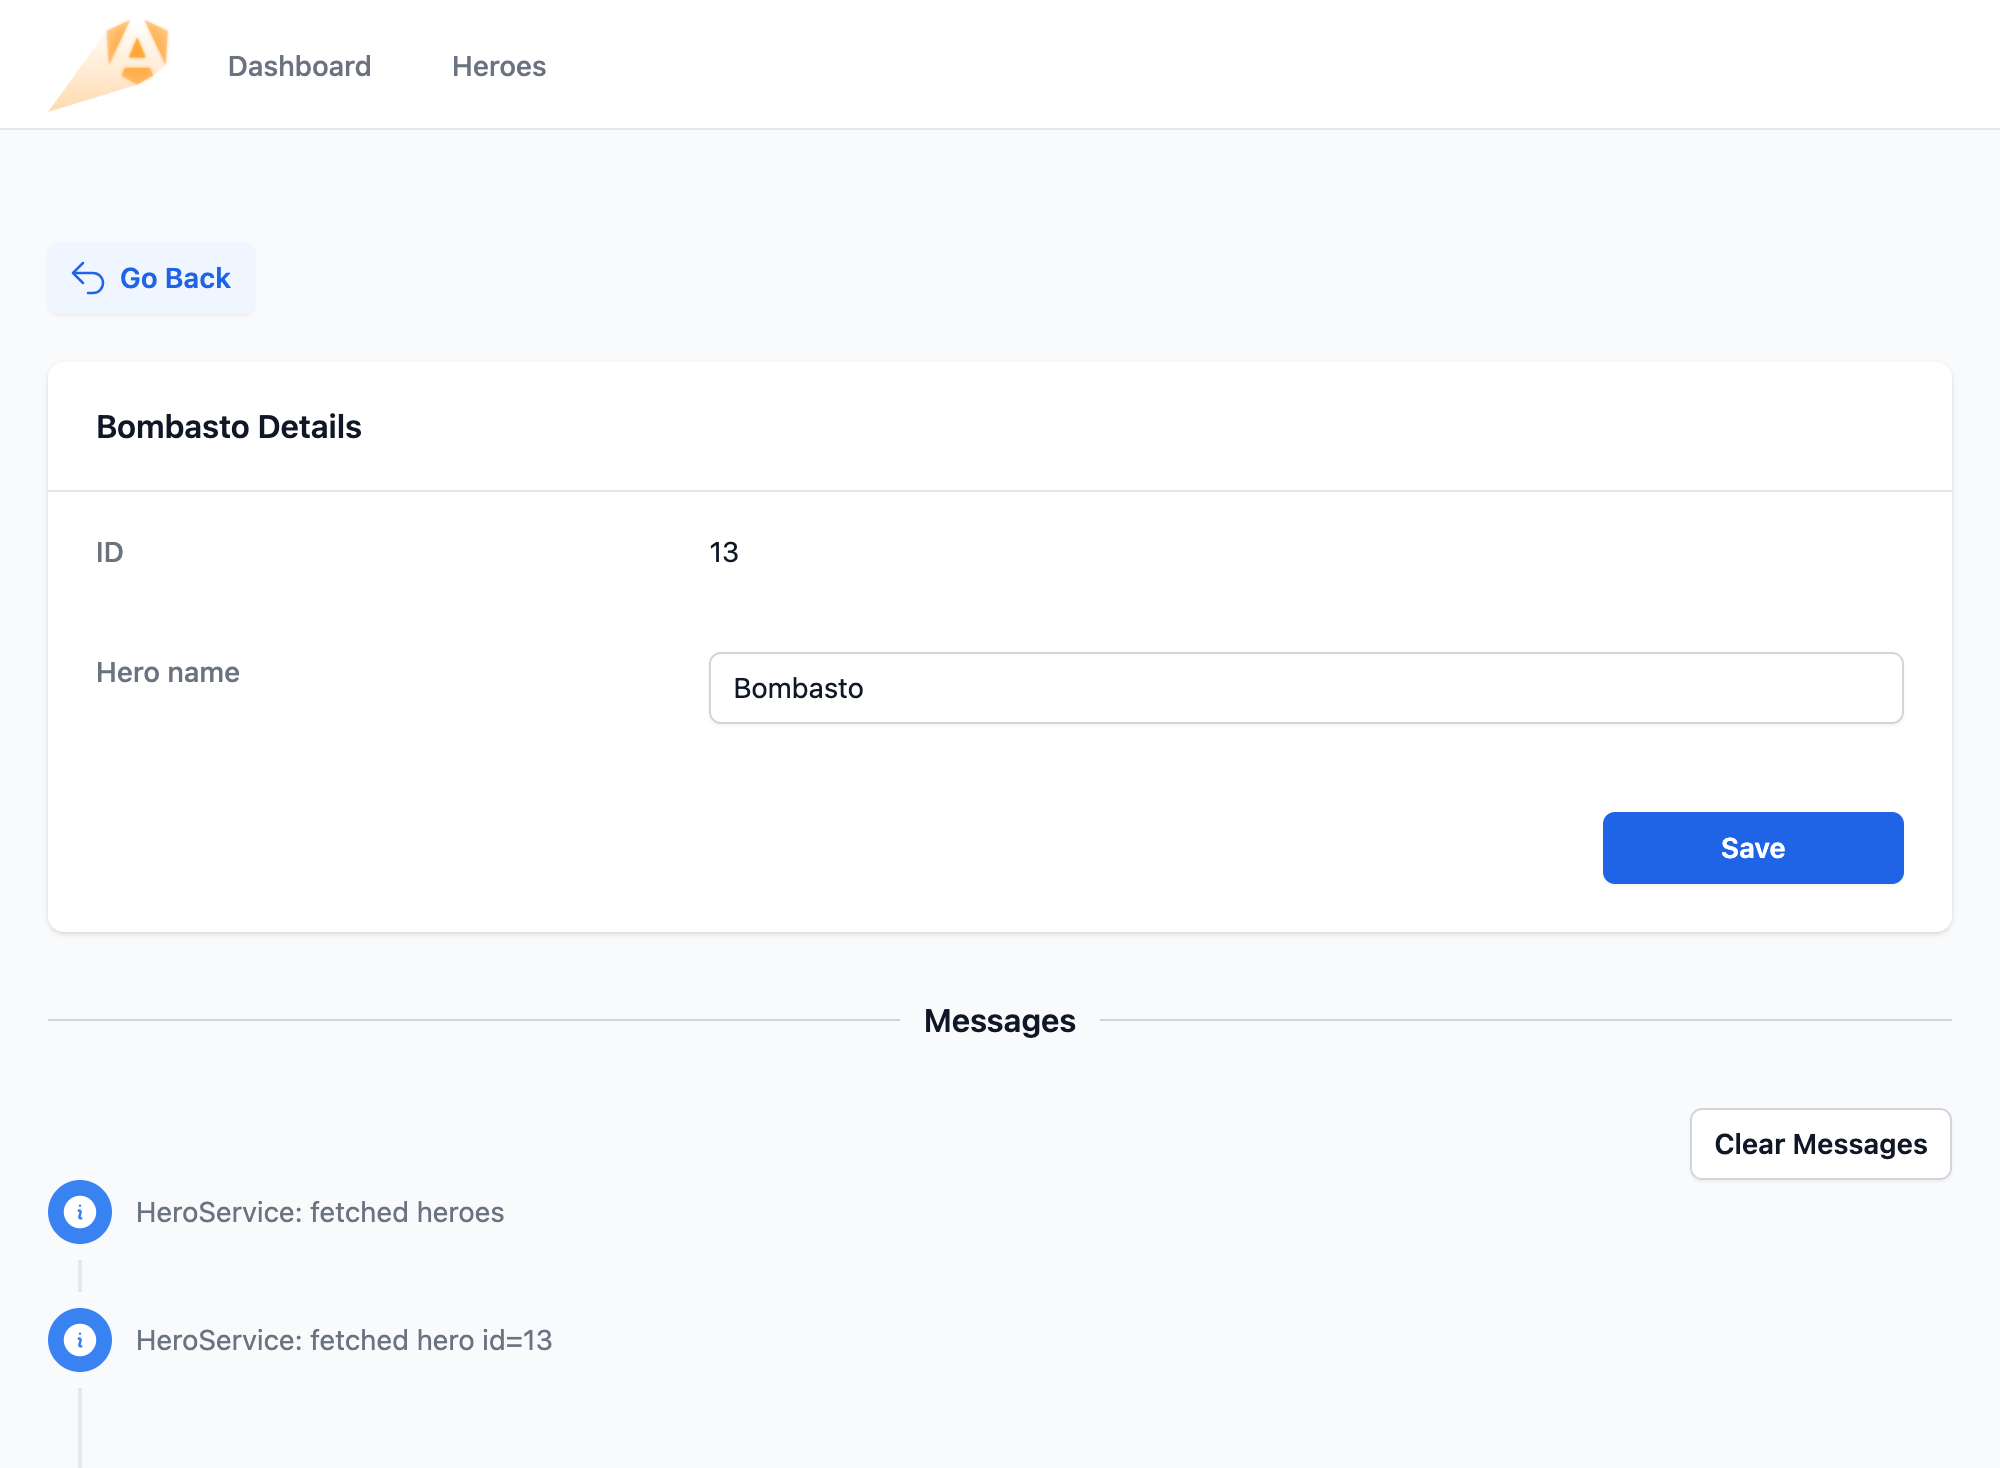 Dashboard
Heroes
Go Back
Bombasto Details
ID
13
Hero name
Bombasto
Save
Messages
Clear Messages
HeroService: fetched heroes
HeroService: fetched hero id=13